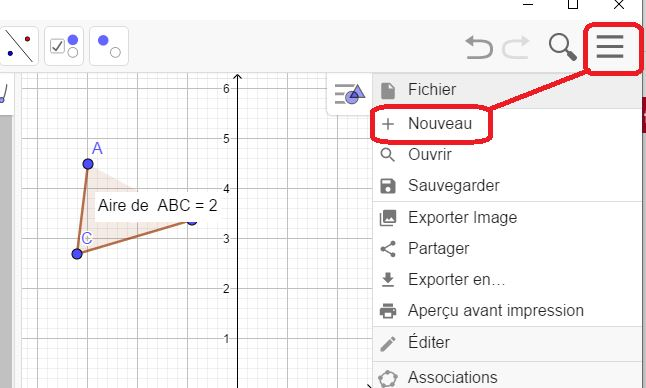 Fichier
Nouveau
Ouvrir
Sauvegarder
Exporter Image
Partager
Exporter en…
Aperçu avant impression
Éditer
Associations
6
5
4
3
2
1
A
Aire de ABC = 2
C